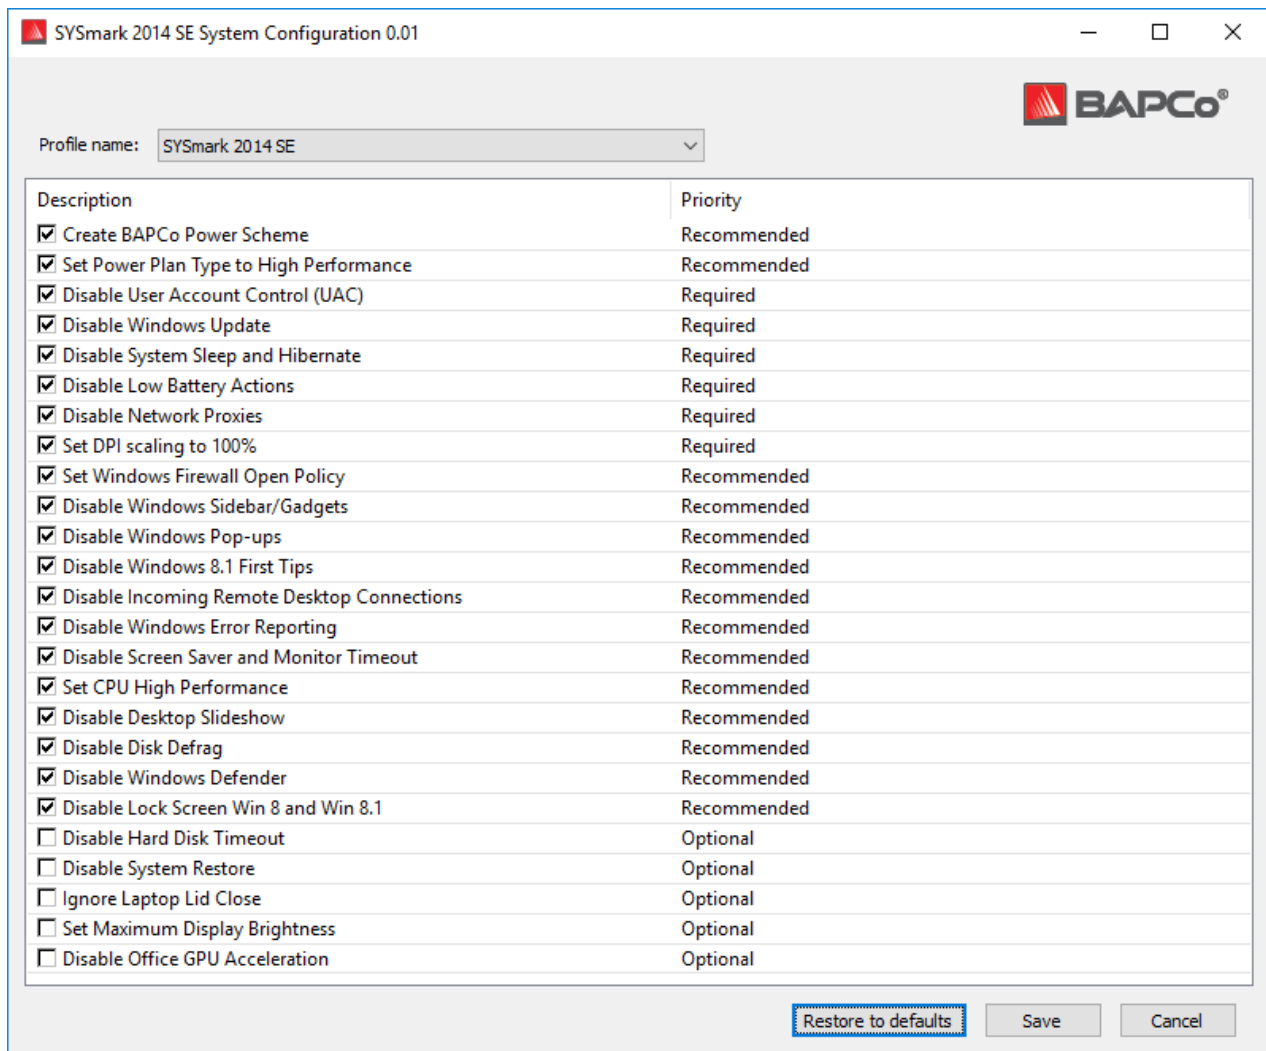 SYSmark 2014 SE System Configuration 0.01
BAPCo®
Profile name: SYSmark 2014 SE
Description Priority
Create BAPCo Power Scheme Recommended
Set Power Plan Type to High Performance Recommended
Disable User Account Control (UAC) Required
Disable Windows Update Required
Disable System Sleep and Hibernate Required
Disable Low Battery Actions Required
Disable Network Proxies Required
Set DPI scaling to 100% Required
Set Windows Firewall Open Policy Recommended
Disable Windows Sidebar/Gadgets Recommended
Disable Windows Pop-ups Recommended
Disable Windows 8.1 First Tips Recommended
Disable Incoming Remote Desktop Connections Recommended
Disable Windows Error Reporting Recommended
Disable Screen Saver and Monitor Timeout Recommended
Set CPU High Performance Recommended
Disable Desktop Slideshow Recommended
Disable Disk Defrag Recommended
Disable Windows Defender Recommended
Disable Lock Screen Win 8 and Win 8.1 Recommended
Disable Hard Disk Timeout Optional
Disable System Restore Optional
Ignore Laptop Lid Close Optional
Set Maximum Display Brightness Optional
Disable Office GPU Acceleration Optional
Restore to defaults Save Cancel